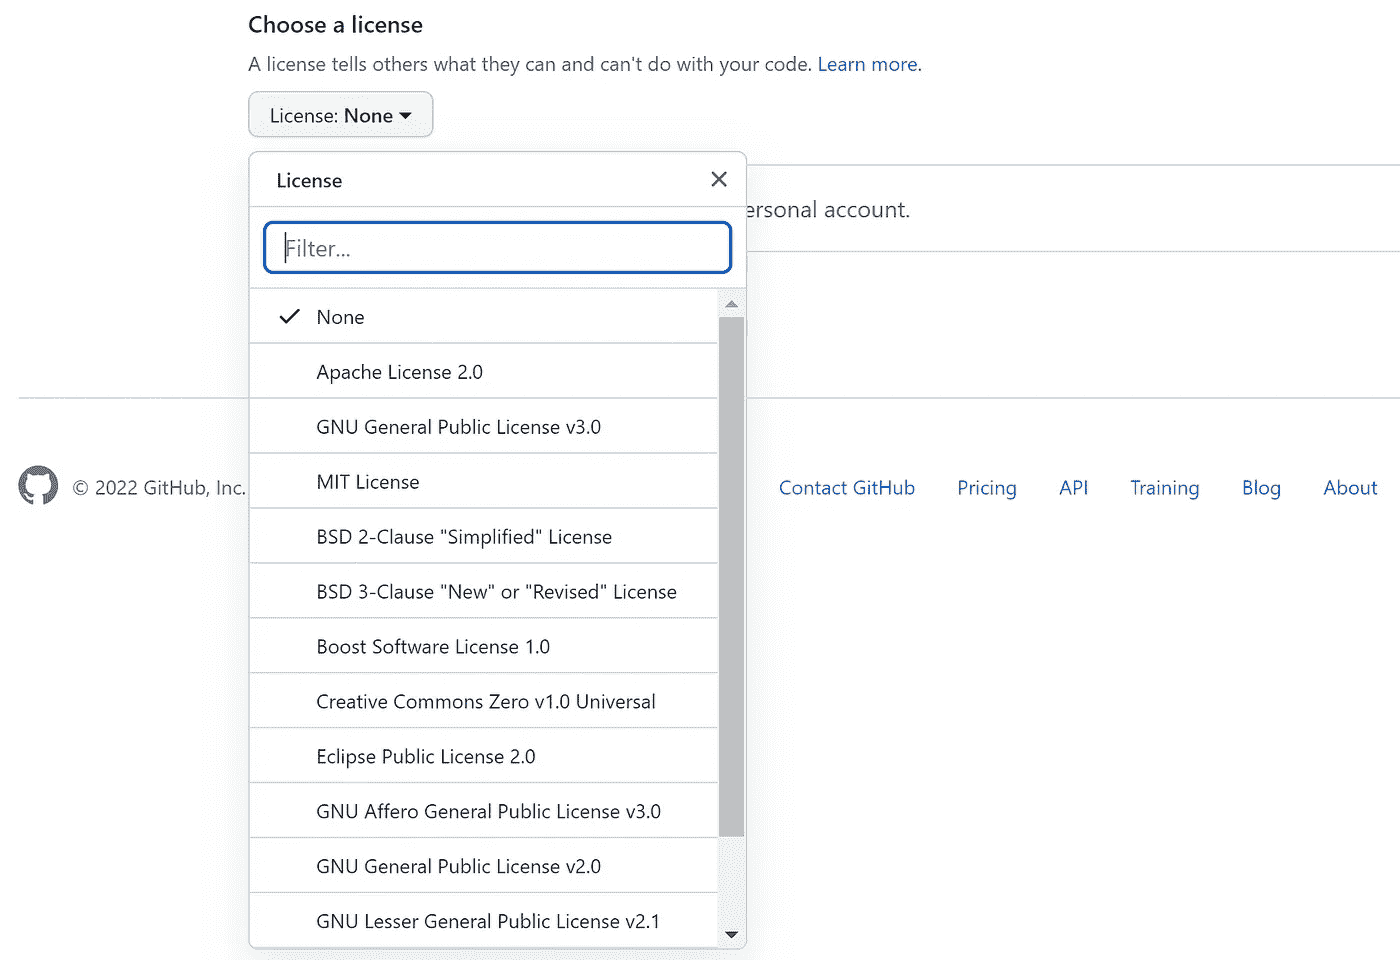 Choose a license
A license tells others what they can and can't do with your code. Learn more.
License: None
License
ersonal account.
Filter...
None
Apache License 2.0
GNU General Public License v3.0
MIT License
© 2022 GitHub, Inc.
Contact GitHub Pricing API Training Blog About
BSD 2-Clause "Simplified" License
BSD 3-Clause "New" or "Revised" License
Boost Software License 1.0
Creative Commons Zero v1.0 Universal
Eclipse Public License 2.0
GNU Affero General Public License v3.0
GNU General Public License v2.0
GNU Lesser General Public License v2.1